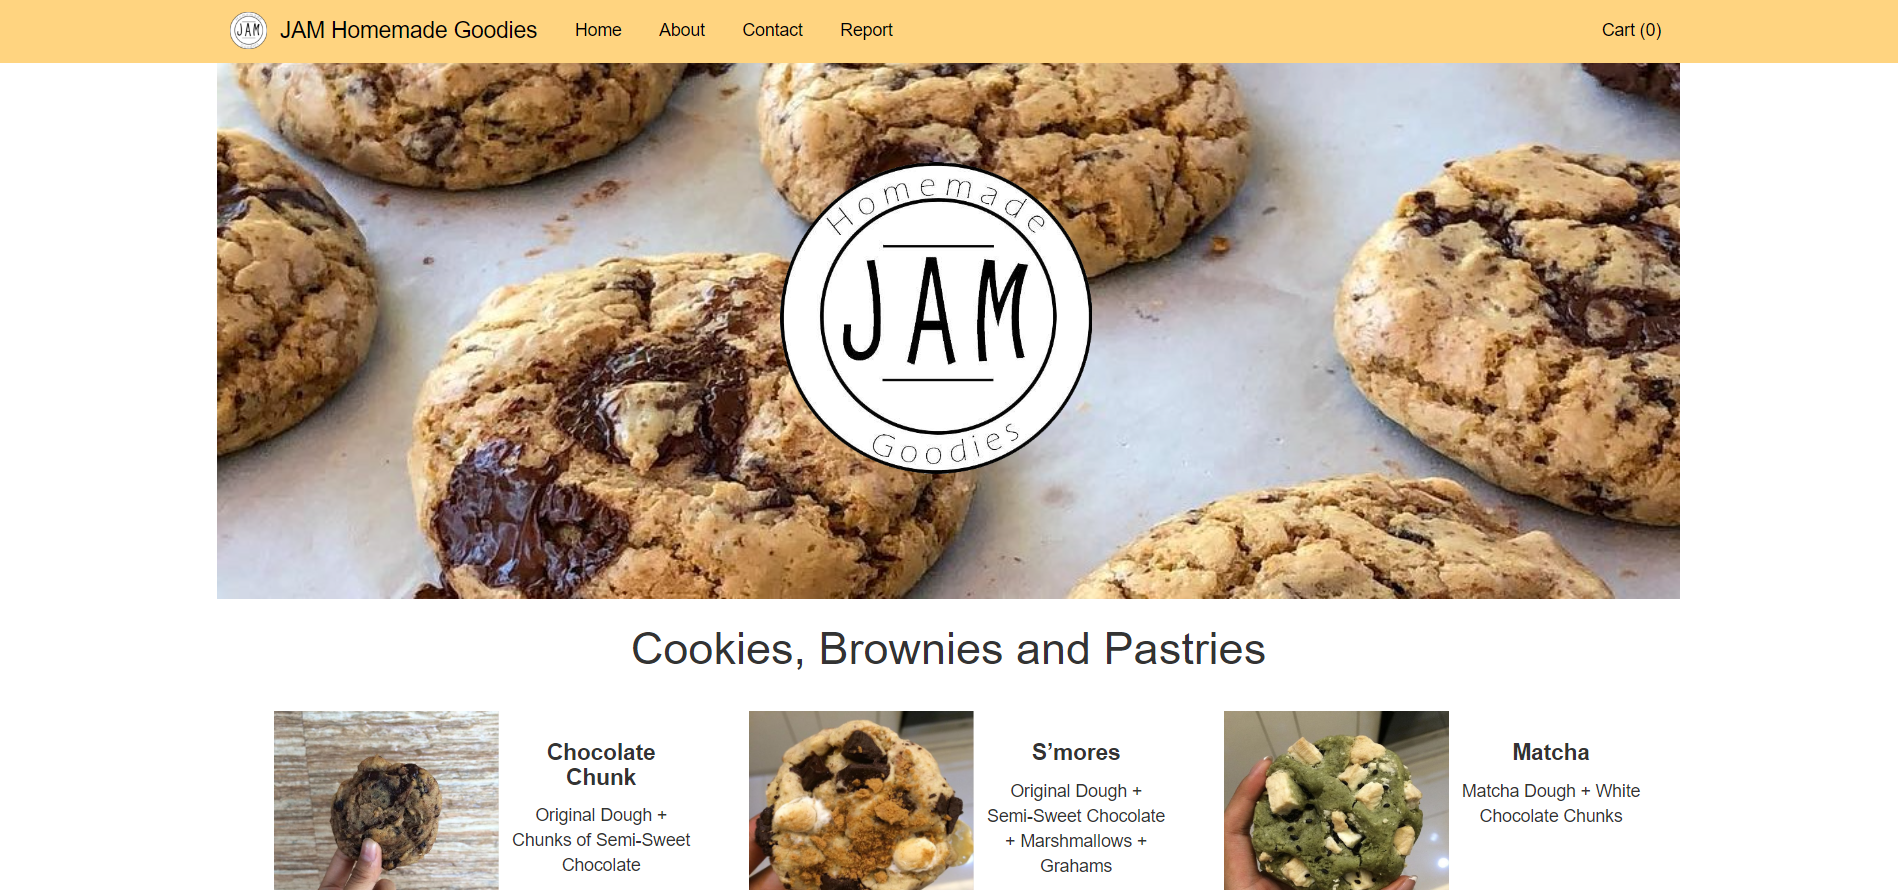 JAM
JAM Homemade Goodies
Home
About
Contact
Report
Cart (0)
Homemade
JAM
Goodies
Cookies, Brownies and Pastries
Chocolate
Chunk
Original Dough +
Chunks of Semi-Sweet
Chocolate
S’mores
Original Dough +
Semi-Sweet Chocolate
+ Marshmallows +
Grahams
Matcha
Matcha Dough + White
Chocolate Chunks